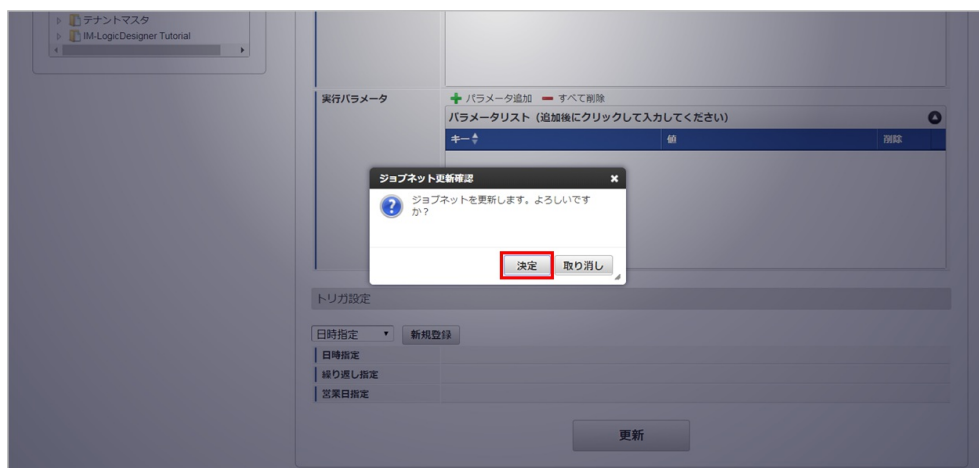 テナントマスタ
IM-LogicDesigner Tutorial
実行パラメータ
パラメータ追加 すべて削除
パラメータリスト（追加後にクリックして入力してください）
キー 値 削除
ジョブネット更新確認
ジョブネットを更新します。よろしいです
か？
決定 取り消し
トリガ設定
日時指定 新規登録
日時指定
繰り返し指定
営業日指定
更新